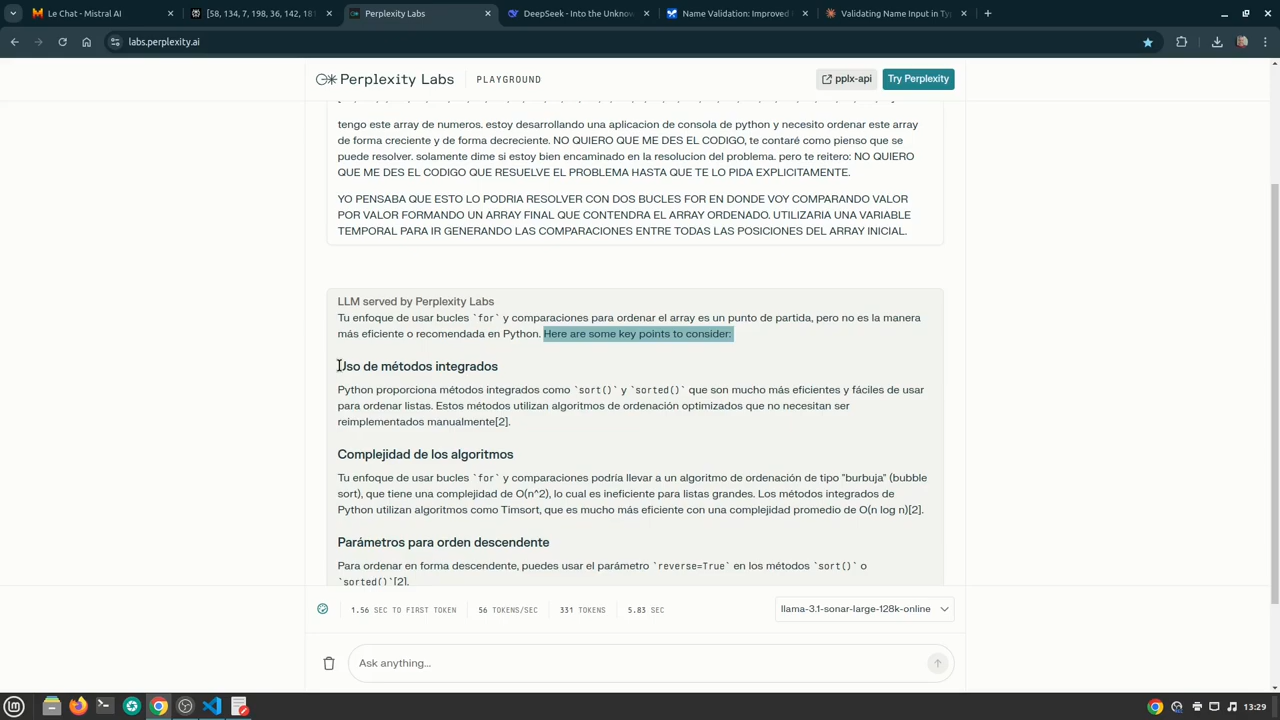 Le Chat - Mistral AI
[58, 134, 7, 198, 36, 142, 181
Perplexity Labs
DeepSeek - Into the Unknow
Name Validation: Improved
Validating Name Input in Ty
labs.perplexity.ai
Perplexity Labs
PLAYGROUND
pplx-api
Try Perplexity
tengo este array de numeros. estoy desarrollando una aplicacion de consola de python y necesito ordenar este array
de forma creciente y de forma decreciente. NO QUIERO QUE ME DES EL CODIGO, te contaré como pienso que se
puede resolver. solamente dime si estoy bien encaminado en la resolucion del problema. pero te reitero: NO QUIERO
QUE ME DES EL CODIGO QUE RESUELVE EL PROBLEMA HASTA QUE TE LO PIDA EXPLICITAMENTE.
YO PENSABA QUE ESTO LO PODRIA RESOLVER CON DOS BUCLES FOR EN DONDE VOY COMPARANDO VALOR
POR VALOR FORMANDO UN ARRAY FINAL QUE CONTENDRA EL ARRAY ORDENADO. UTILIZARIA UNA VARIABLE
TEMPORAL PARA IR GENERANDO LAS COMPARACIONES ENTRE TODAS LAS POSICIONES DEL ARRAY INICIAL.
LLM served by Perplexity Labs
Tu enfoque de usar bucles `for` y comparaciones para ordenar el array es un punto de partida, pero no es la manera
más eficiente o recomendada en Python. Here are some key points to consider:
Uso de métodos integrados
Python proporciona métodos integrados como `sort()` y `sorted()` que son mucho más eficientes y fáciles de usar
para ordenar listas. Estos métodos utilizan algoritmos de ordenación optimizados que no necesitan ser
reimplementados manualmente[2].
Complejidad de los algoritmos
Tu enfoque de usar bucles `for` y comparaciones podría llevar a un algoritmo de ordenación de tipo "burbuja" (bubble
sort), que tiene una complejidad de O(n^2), lo cual es ineficiente para listas grandes. Los métodos integrados de
Python utilizan algoritmos como Timsort, que es mucho más eficiente con una complejidad promedio de O(n log n)[2].
Parámetros para orden descendente
Para ordenar en forma descendente, puedes usar el parámetro `reverse=True` en los métodos `sort()` o
`sorted()`[2].
1.56 SEC TO FIRST TOKEN
56 TOKENS/SEC
331 TOKENS
5.83 SEC
llama-3.1-sonar-large-128k-online
Ask anything...
13:29